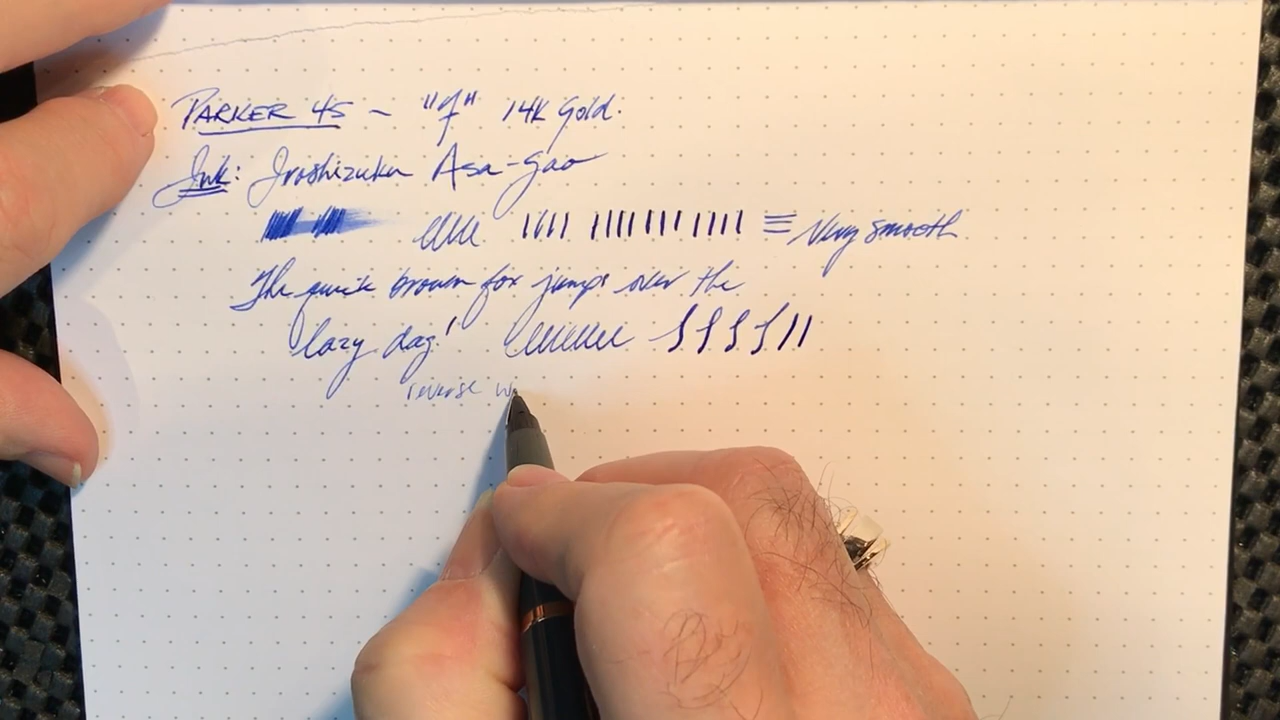 PARKER 45 - "f" 14K Gold.
Ink: Iroshizuku Asa-gao
Very smooth
The quick brown fox jumps over the
lazy dog!
reverse w